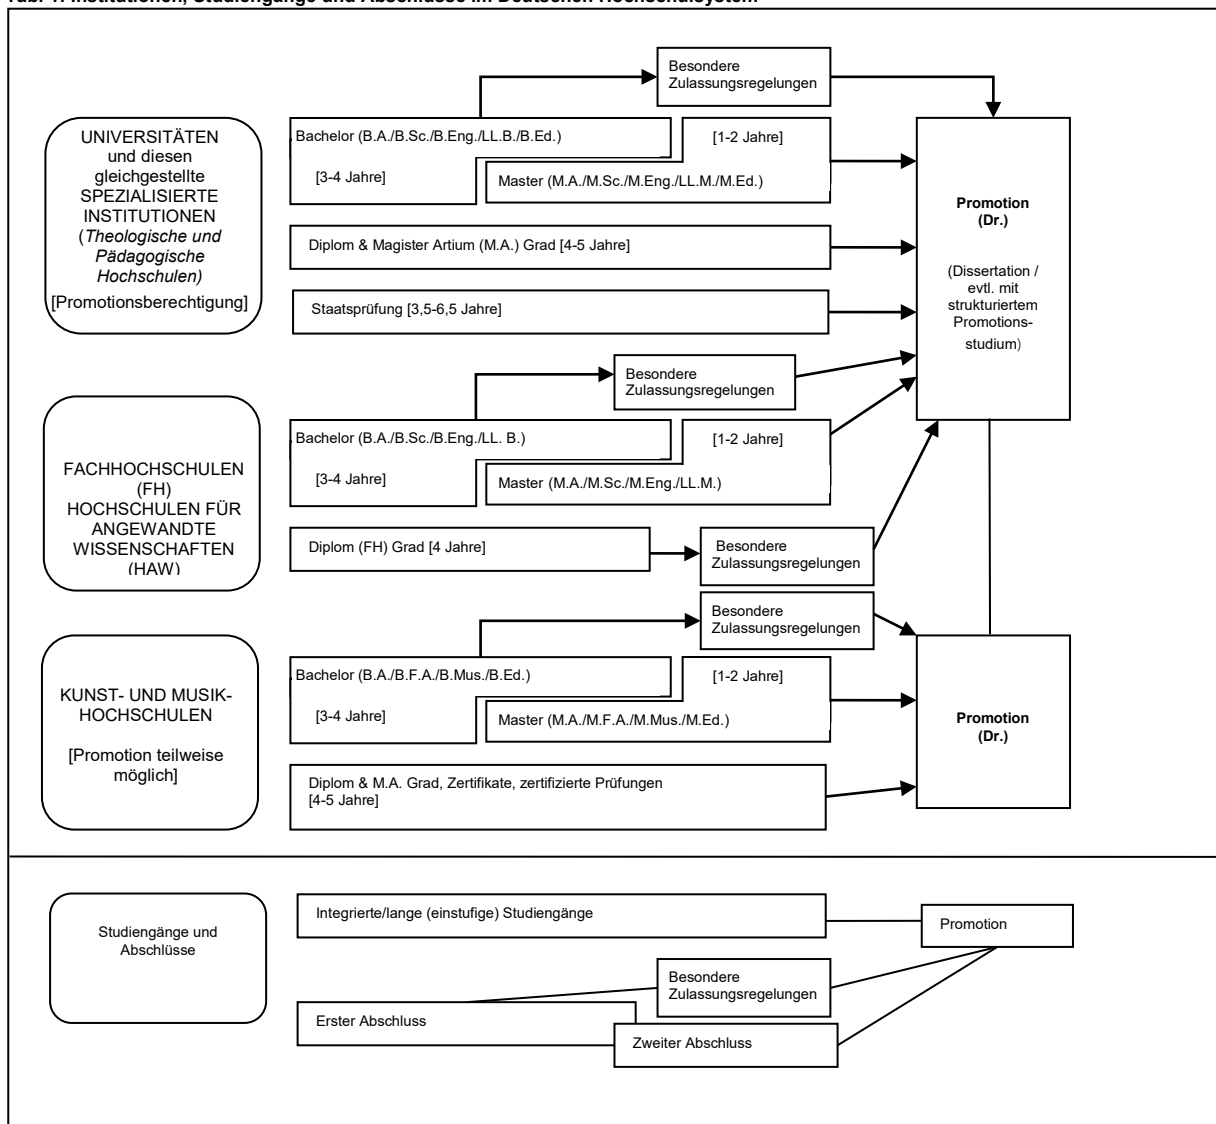 Tab. 1: Institutionen, Studiengänge und Abschlüsse im Deutschen Hochschulsystem
Besondere
Zulassungsregelungen
UNIVERSITÄTEN
und diesen
gleichgestellte
SPEZIALISIERTE
INSTITUTIONEN
(Theologische und
Pädagogische
Hochschulen)
[Promotionsberechtigung]
Bachelor (B.A./B.Sc./B.Eng./LL.B./B.Ed.)
[3-4 Jahre]
[1-2 Jahre]
Master (M.A./M.Sc./M.Eng./LL.M./M.Ed.)
Diplom & Magister Artium (M.A.) Grad [4-5 Jahre]
Staatsprüfung [3,5-6,5 Jahre]
Promotion
(Dr.)
(Dissertation /
evtl. mit
strukturiertem
Promotions-
studium)
Besondere
Zulassungsregelungen
FACHHOCHSCHULEN
(FH)
HOCHSCHULEN FÜR
ANGEWANDTE
WISSENSCHAFTEN
(HAW)
Bachelor (B.A./B.Sc./B.Eng./LL. B.)
[3-4 Jahre]
[1-2 Jahre]
Master (M.A./M.Sc./M.Eng./LL.M.)
Diplom (FH) Grad [4 Jahre]
Besondere
Zulassungsregelungen
Besondere
Zulassungsregelungen
KUNST- UND MUSIK-
HOCHSCHULEN
[Promotion teilweise
möglich]
Bachelor (B.A./B.F.A./B.Mus./B.Ed.)
[3-4 Jahre]
[1-2 Jahre]
Master (M.A./M.F.A./M.Mus./M.Ed.)
Diplom & M.A. Grad, Zertifikate, zertifizierte Prüfungen
[4-5 Jahre]
Promotion
(Dr.)
Studiengänge und
Abschlüsse
Integrierte/lange (einstufige) Studiengänge
Promotion
Besondere
Zulassungsregelungen
Erster Abschluss
Zweiter Abschluss